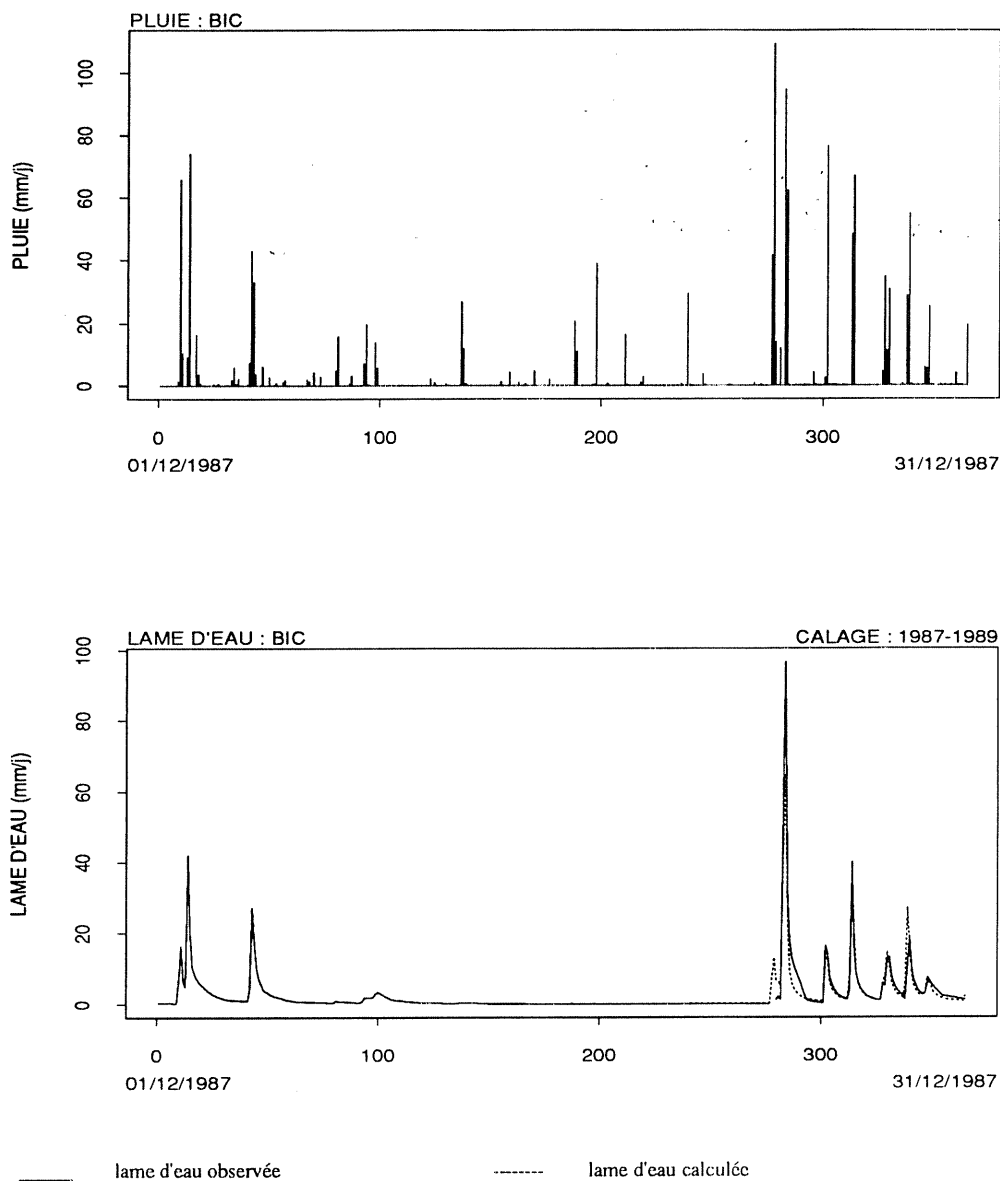 PLUIE : BIC
PLUIE (mm/j)
100
80
60
40
20
0
0 100 200 300
01/12/1987 31/12/1987
LAME D'EAU : BIC CALAGE : 1987-1989
LAME D'EAU (mm/j)
100
80
60
40
20
0
0 100 200 300
01/12/1987 31/12/1987
lame d'eau observée lame d'eau calculée